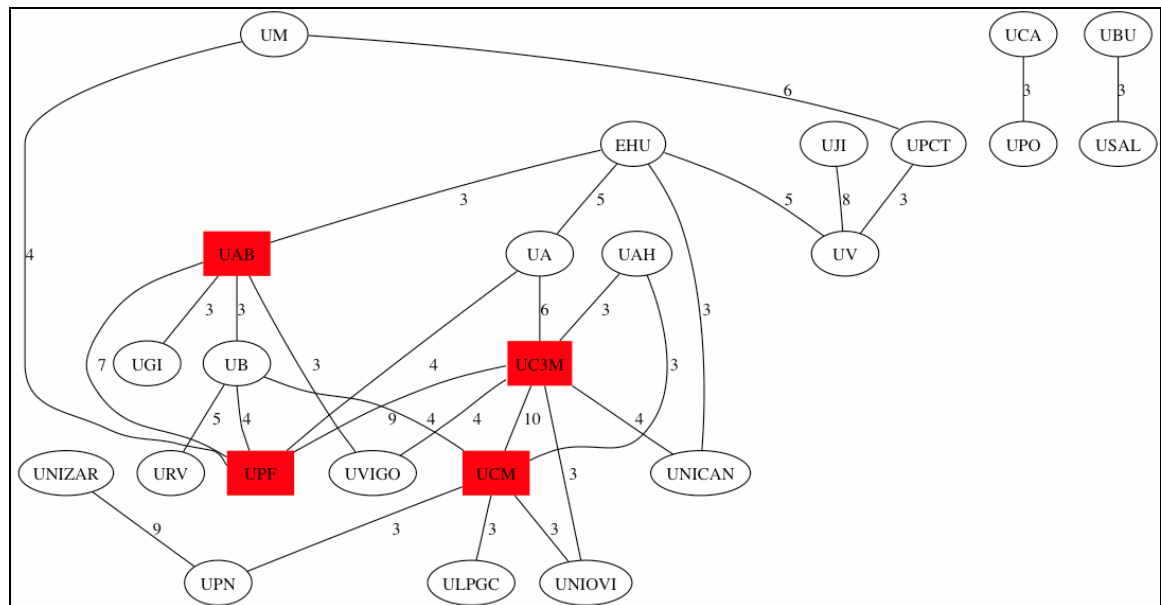 UM
UCA
UBU
6
3
3
EHU
UJI
UPCT
UPO
USAL
3
5
5
8
3
4
UAB
UA
UAH
UV
3
3
6
3
3
7
UGI
UB
3
4
UC3M
3
5
4
9
4
4
10
4
UNIZAR
URV
UPF
UVIGO
UCM
3
UNICAN
9
3
3
3
UPN
ULPGC
UNIOVI